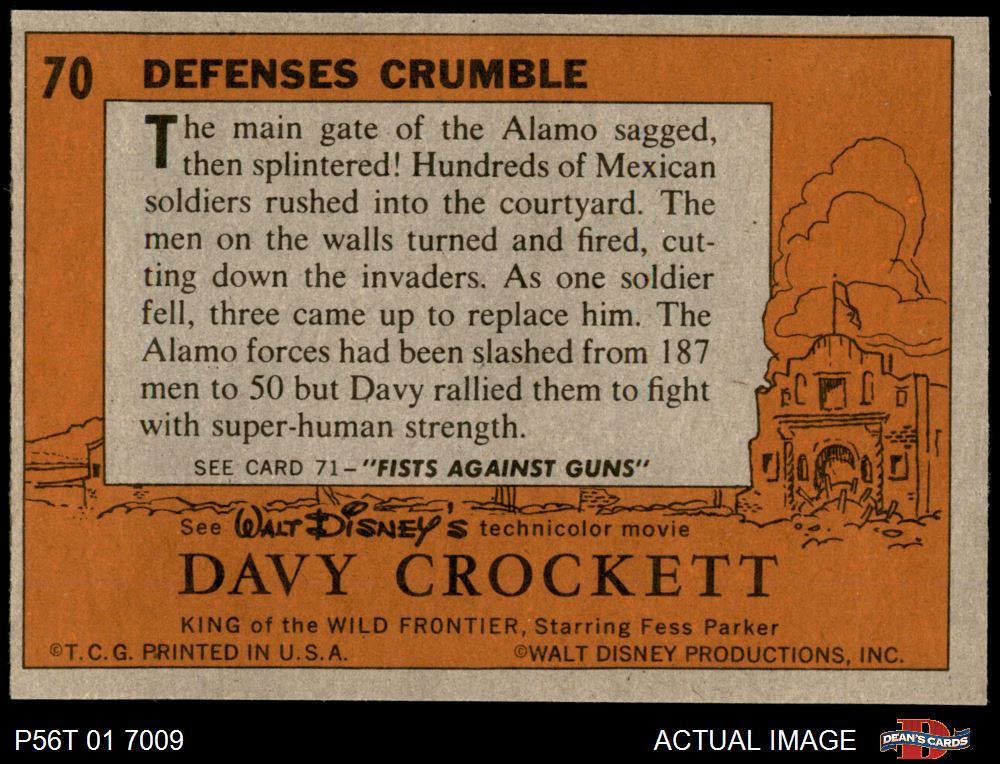 70 DEFENSES CRUMBLE
The main gate of the Alamo sagged,
then splintered! Hundreds of Mexican
soldiers rushed into the courtyard. The
men on the walls turned and fired, cut-
ting down the invaders. As one soldier
fell, three came up to replace him. The
Alamo forces had been slashed from 187
men to 50 but Davy rallied them to fight
with super-human strength.
SEE CARD 71–"FISTS AGAINST GUNS"
See WALT DISNEY'S technicolor movie
DAVY CROCKETT
KING of the WILD FRONTIER, Starring Fess Parker
©T.C.G. PRINTED IN U.S.A. ©WALT DISNEY PRODUCTIONS, INC.
P56T 01 7009 ACTUAL IMAGE D DEAN'S CARDS